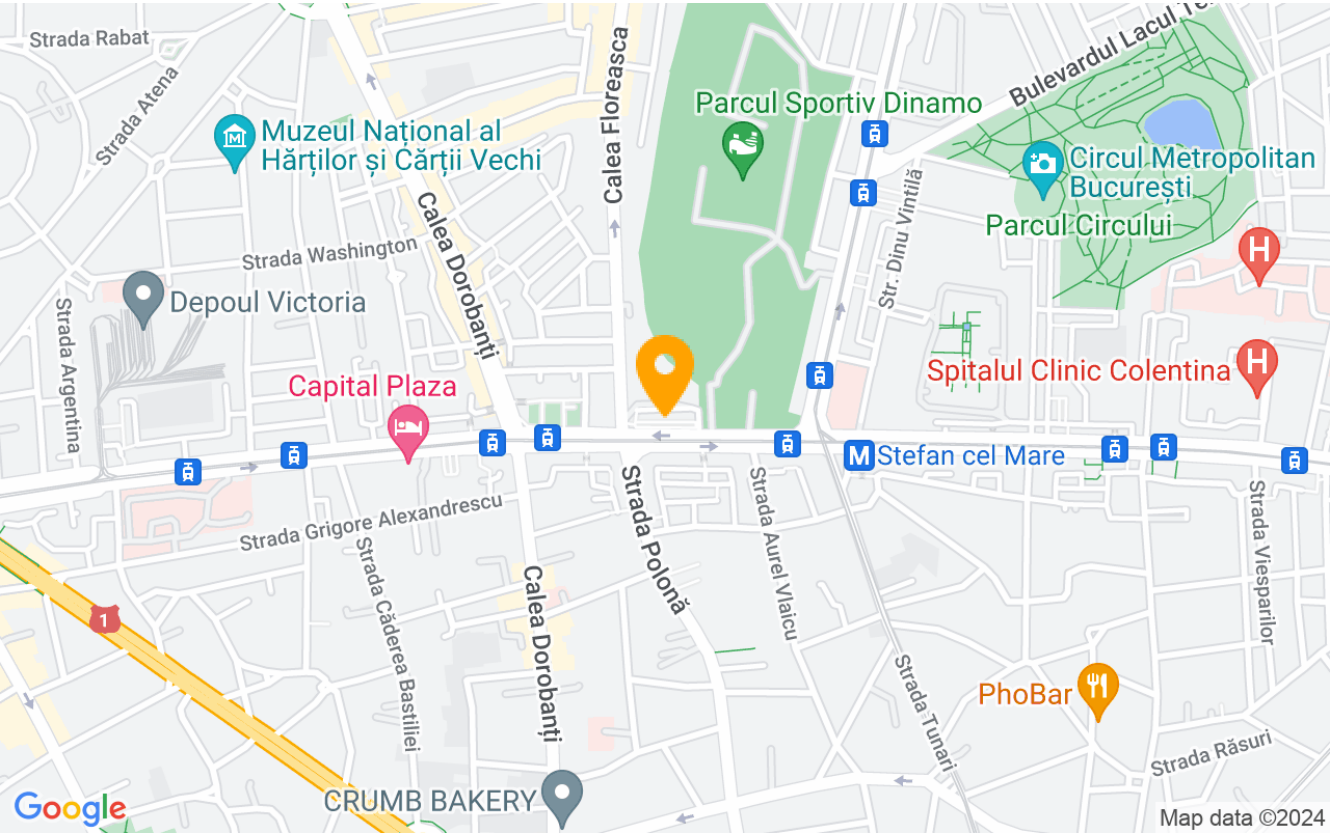 Strada Rabat
Strada Atena
Calea Floreasca
Bulevardul Lacul Te
Parcul Sportiv Dinamo
Muzeul Național al
Hărților și Cărții Vechi
M
Circul Metropolitan
București
Parcul Circului
Calea Dorobanți
Str. Dinu Vintilă
Strada Washington
H
Depoul Victoria
Strada Argentina
Capital Plaza
Spitalul Clinic Colentina
H
M Stefan cel Mare
Strada Grigore Alexandrescu
Strada Polonă
Strada Aurel Vlaicu
Strada Viesparilor
Strada Căderea Bastiliei
Calea Dorobanți
1
Strada Tunari
PhoBar
Strada Răsuri
CRUMB BAKERY
Google
Map data ©2024